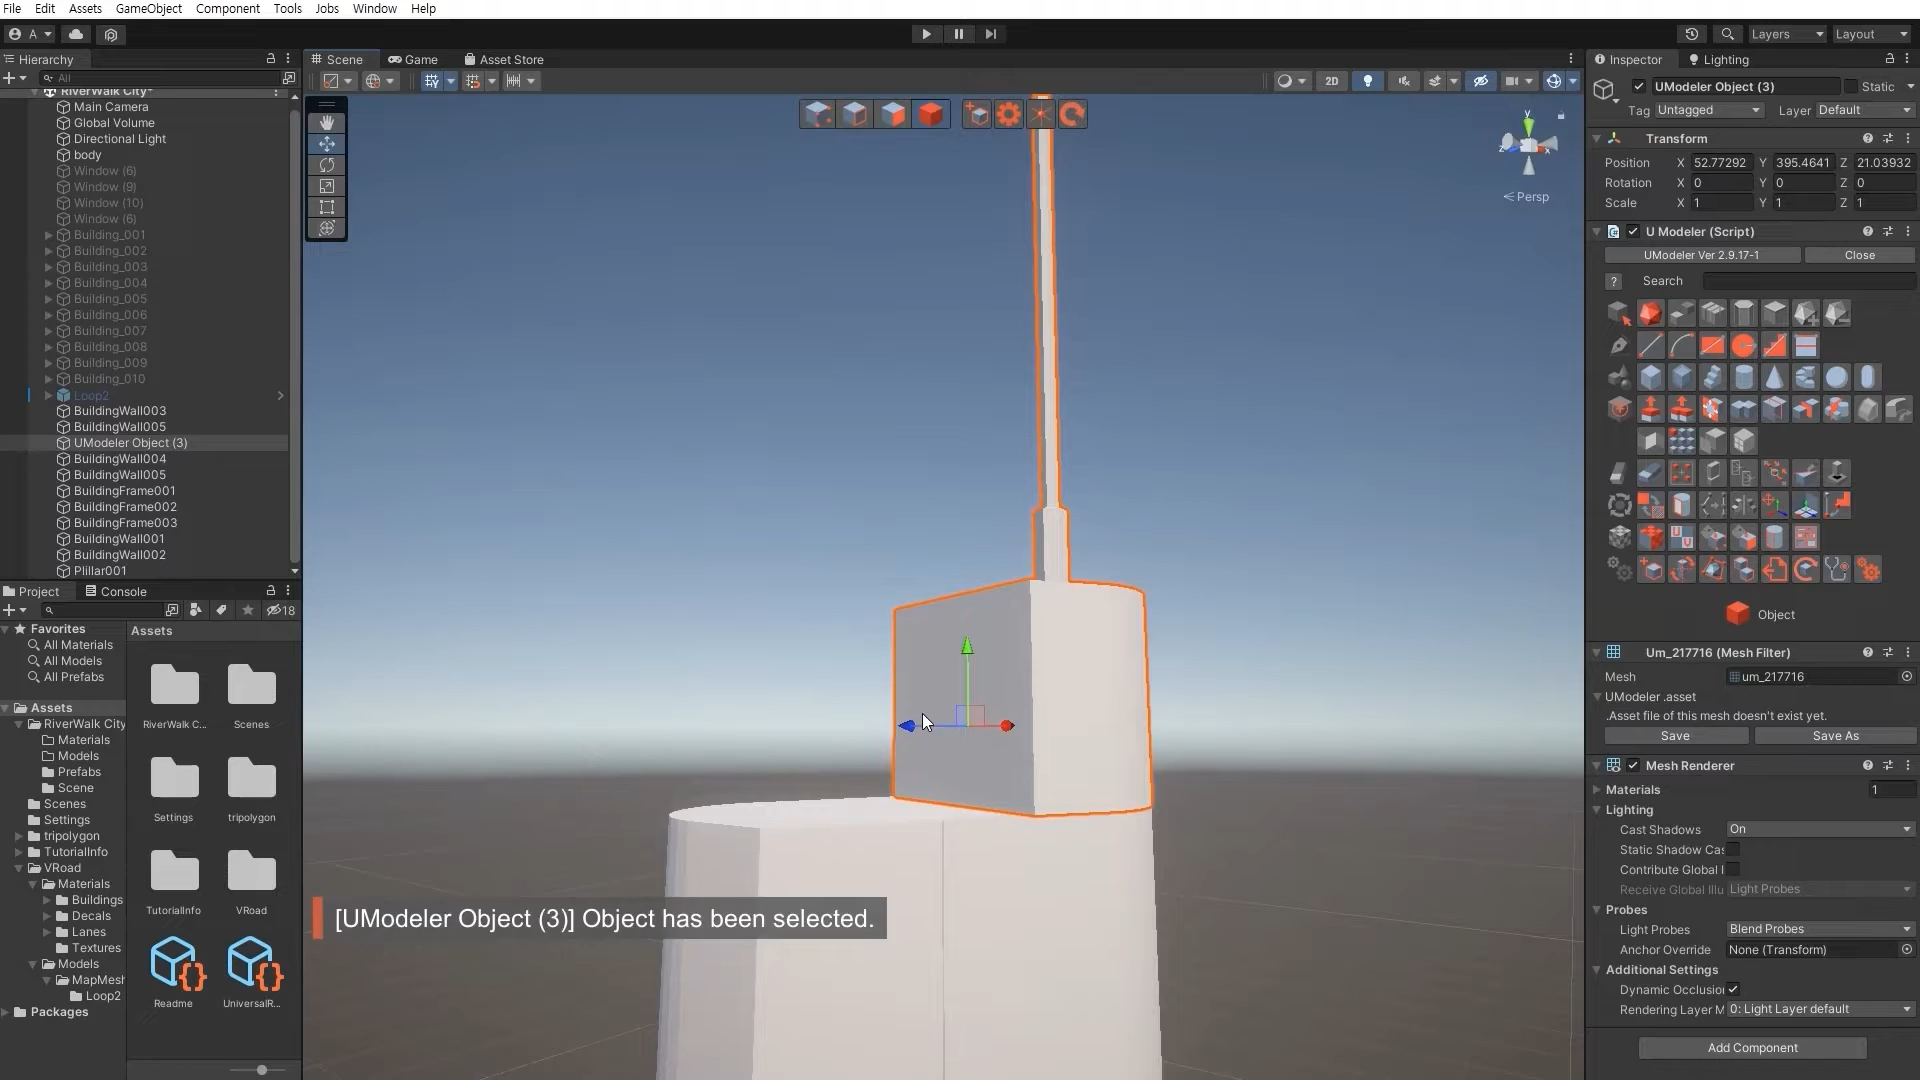 File Edit Assets GameObject Component Tools Jobs Window Help
A Layers Layout
Hierarchy
All
RiverWalk City*
Main Camera
Global Volume
Directional Light
body
Window (6)
Window (9)
Window (10)
Window (6)
Building_001
Building_002
Building_003
Building_004
Building_005
Building_006
Building_007
Building_008
Building_009
Building_010
Loop2
BuildingWall003
BuildingWall005
UModeler Object (3)
BuildingWall004
BuildingWall005
BuildingFrame001
BuildingFrame002
BuildingFrame003
BuildingWall001
BuildingWall002
Plillar001
Project Console
18
Favorites
All Materials
All Models
All Prefabs
Assets
RiverWalk City
Materials
Models
Prefabs
Scene
Scenes
Settings
tripolygon
TutorialInfo
VRoad
Materials
Buildings
Decals
Lanes
Textures
Models
MapMesh
Loop2
Packages
Assets
RiverWalk C... Scenes
Settings tripolygon
TutorialInfo VRoad
Readme UniversalR...
Scene Game Asset Store
2D
y
z x
Persp
[UModeler Object (3)] Object has been selected.
Inspector Lighting
UModeler Object (3) Static
Tag Untagged Layer Default
Transform
Position X 52.77292 Y 395.4641 Z 21.03932
Rotation X 0 Y 0 Z 0
Scale X 1 Y 1 Z 1
U Modeler (Script)
UModeler Ver 2.9.17-1 Close
? Search
Object
Um_217716 (Mesh Filter)
Mesh um_217716
UModeler .asset
.Asset file of this mesh doesn't exist yet.
Save Save As
Mesh Renderer
Materials 1
Lighting
Cast Shadows On
Static Shadow Cas
Contribute Global I
Receive Global Illu Light Probes
Probes
Light Probes Blend Probes
Anchor Override None (Transform)
Additional Settings
Dynamic Occlusion
Rendering Layer M 0: Light Layer default
Add Component